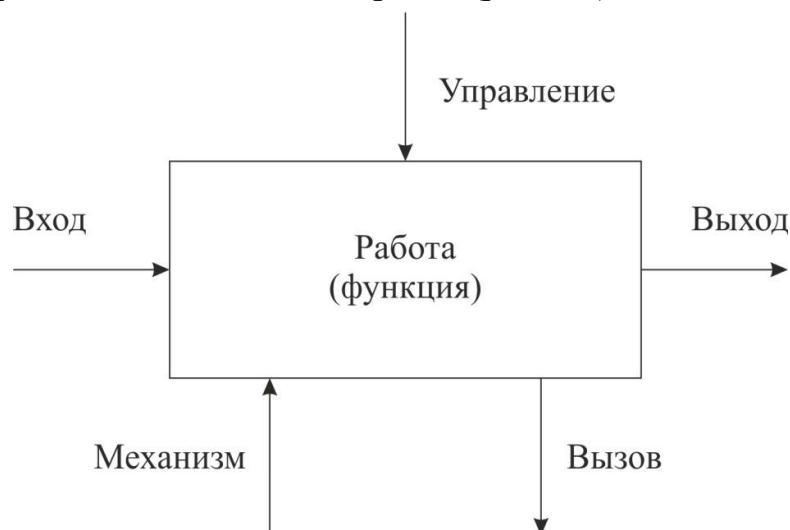 Управление
Вход
Выход
Работа
(функция)
Механизм
Вызов